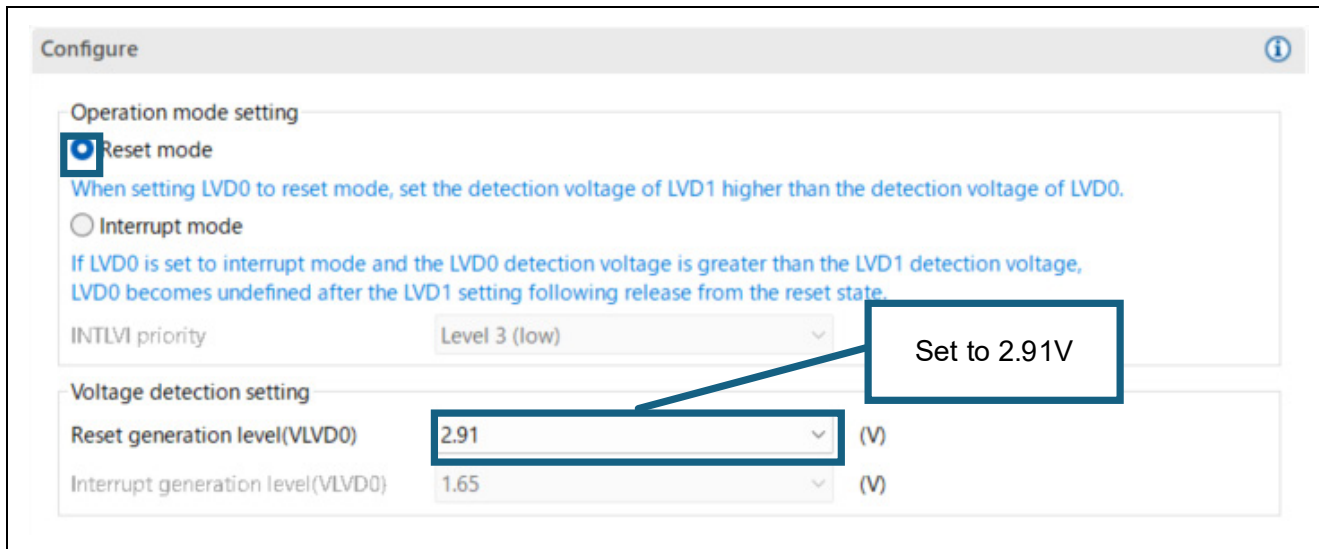 Configure
Operation mode setting
Reset mode
When setting LVD0 to reset mode, set the detection voltage of LVD1 higher than the detection voltage of LVD0.
Interrupt mode
If LVD0 is set to interrupt mode and the LVD0 detection voltage is greater than the LVD1 detection voltage,
LVD0 becomes undefined after the LVD1 setting following release from the reset state.
INTLVI priority Level 3 (low)
Set to 2.91V
Voltage detection setting
Reset generation level(VLVD0) 2.91 (V)
Interrupt generation level(VLVD0) 1.65 (V)